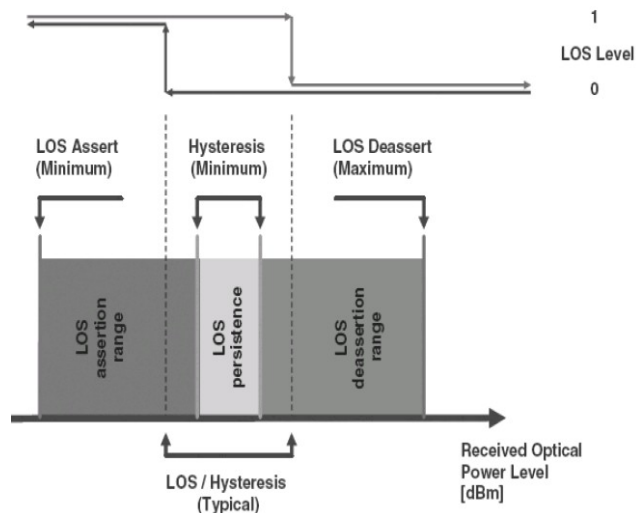 1
LOS Level
0
LOS Assert
(Minimum)
Hysteresis
(Minimum)
LOS Deassert
(Maximum)
LOS
assertion
range
LOS
persistence
LOS
deassertion
range
Received Optical
Power Level
[dBm]
LOS / Hysteresis
(Typical)